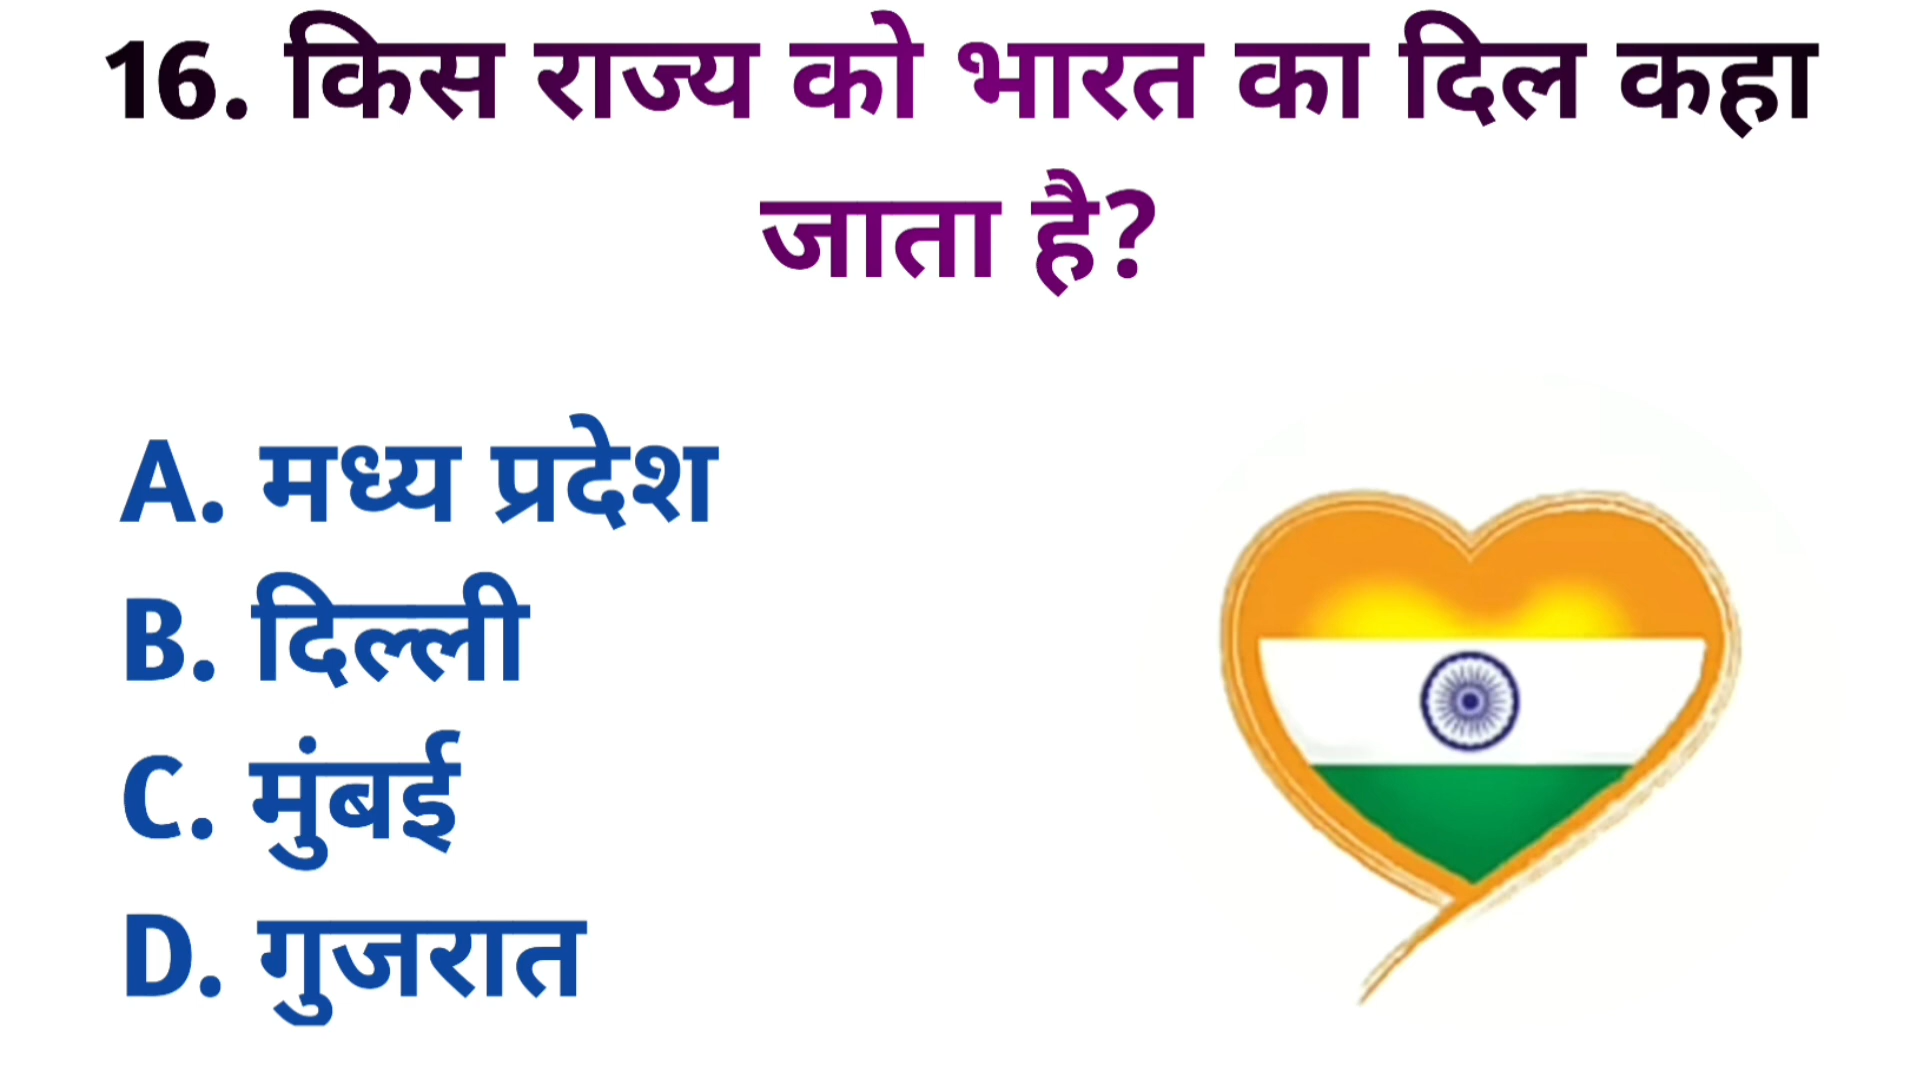 16. किस राज्य को भारत का दिल कहा
जाता है?
A. मध्य प्रदेश
B. दिल्ली
C. मुंबई
D. गुजरात